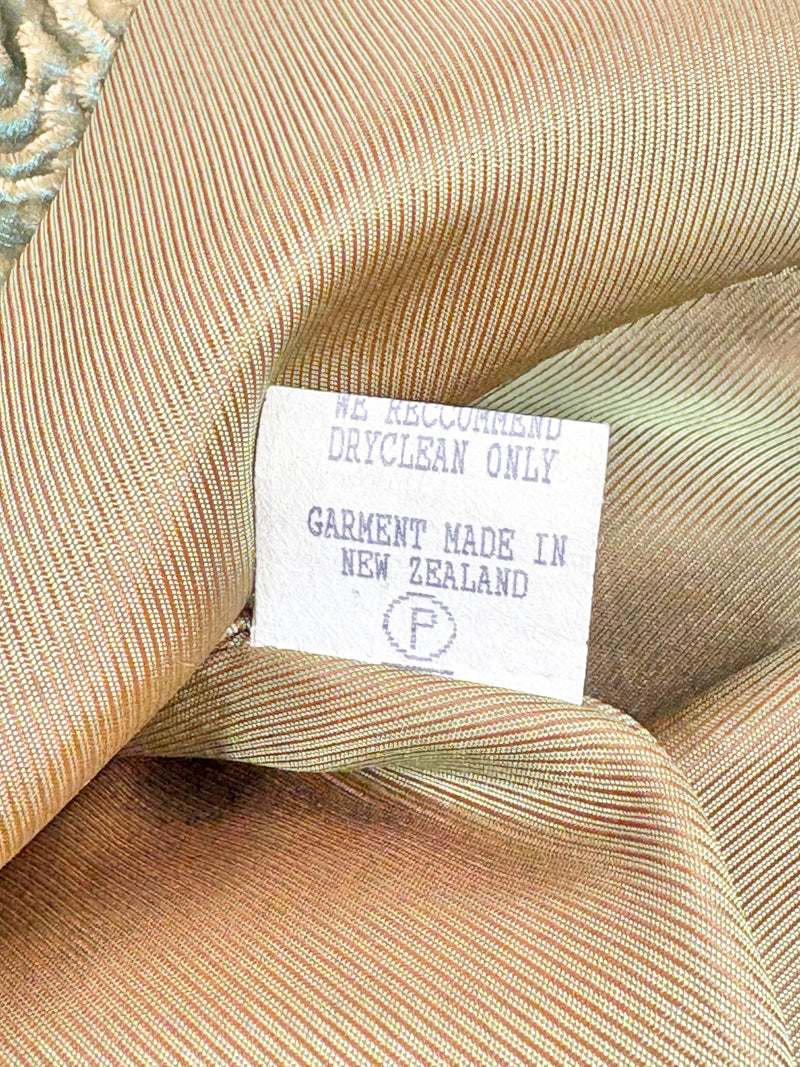 WE RECCOMMEND
DRYCLEAN ONLY
GARMENT MADE IN
NEW ZEALAND
P